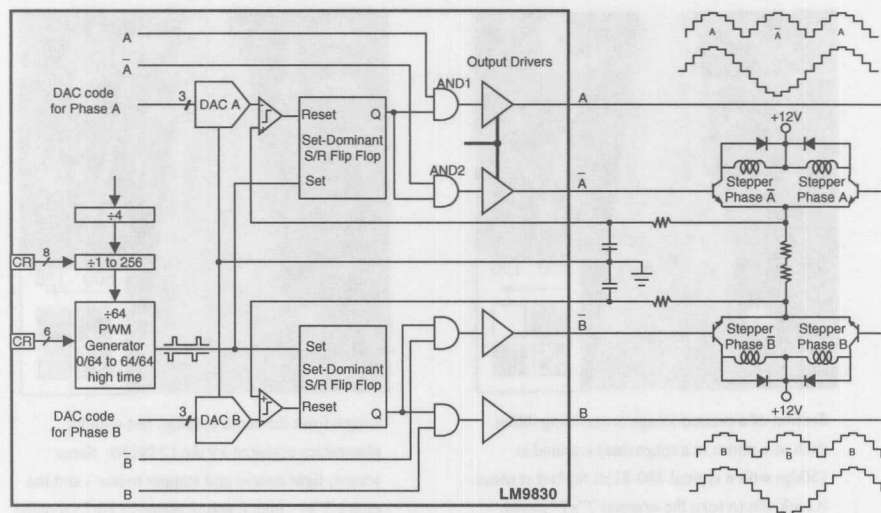 A
A̅
DAC code
for Phase A
3
DAC A
Reset
Q
Set-Dominant
S/R Flip Flop
Set
AND1
AND2
Output Drivers
A
A̅
A
A̅
A
+12V
Stepper
Phase A̅
Stepper
Phase A
÷4
CR
8
÷1 to 256
CR
6
÷64
PWM
Generator
0/64 to 64/64
high time
Set
Set-Dominant
S/R Flip Flop
Reset
Q
B̅
B
Stepper
Phase B̅
Stepper
Phase B
+12V
DAC code
for Phase B
3
DAC B
B
B
LM9830
B
B̅
B